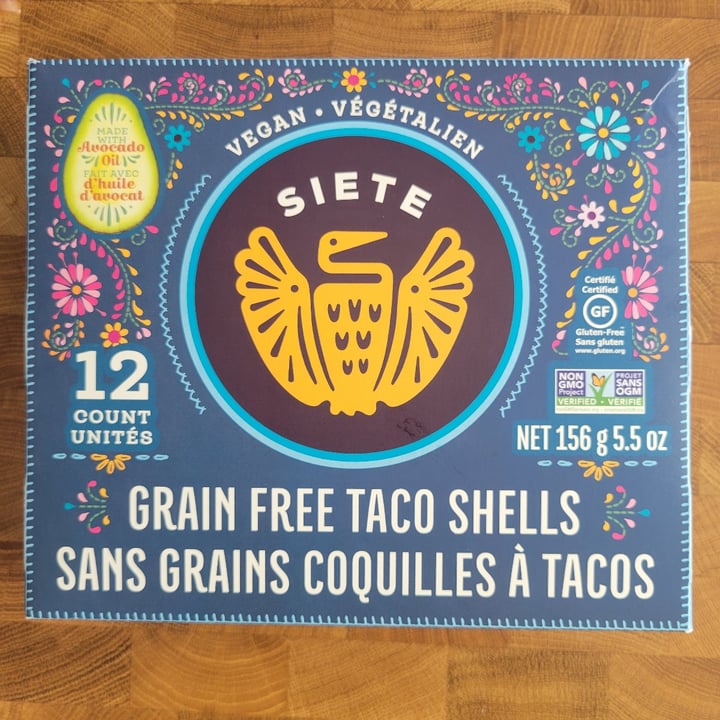 VEGAN • VÉGÉTALIEN
MADE
WITH
Avocado
Oil
FAIT AVEC
d'huile
d'avocat
SIETE
Certifié
Certified
GF
Gluten-Free
Sans gluten
www.gluten.org
12
COUNT
UNITÉS
NON
GMO
Project
PROJET
SANS
OGM
VERIFIED • VÉRIFIÉ
NET 156 g 5.5 oz
GRAIN FREE TACO SHELLS
SANS GRAINS COQUILLES À TACOS